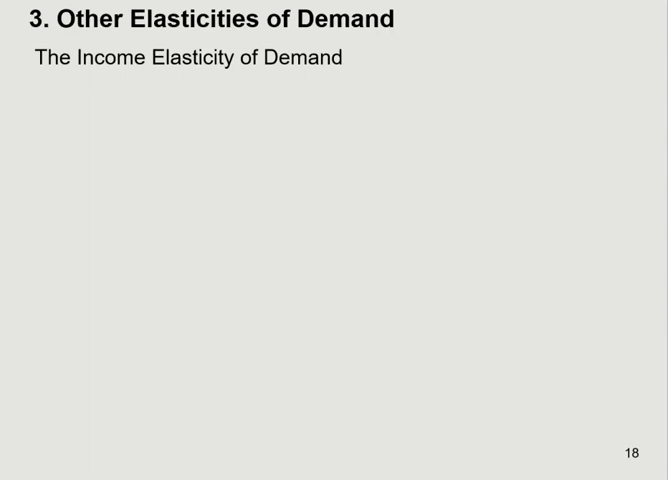 3. Other Elasticities of Demand
The Income Elasticity of Demand
18